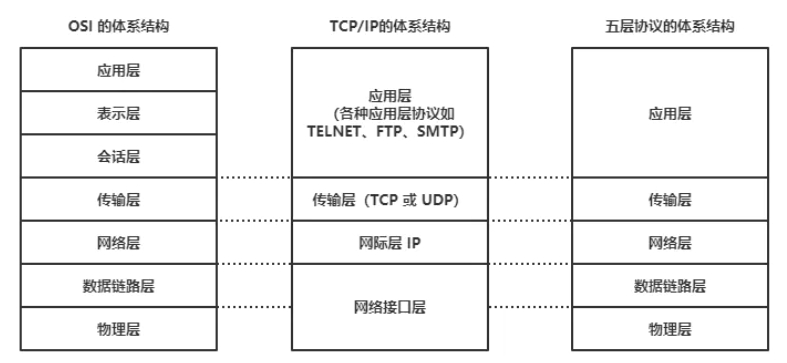 OSI 的体系结构
应用层
表示层
会话层
传输层
网络层
数据链路层
物理层
TCP/IP的体系结构
应用层
(各种应用层协议如
TELNET、FTP、SMTP)
传输层（TCP 或 UDP）
网际层 IP
网络接口层
五层协议的体系结构
应用层
传输层
网络层
数据链路层
物理层